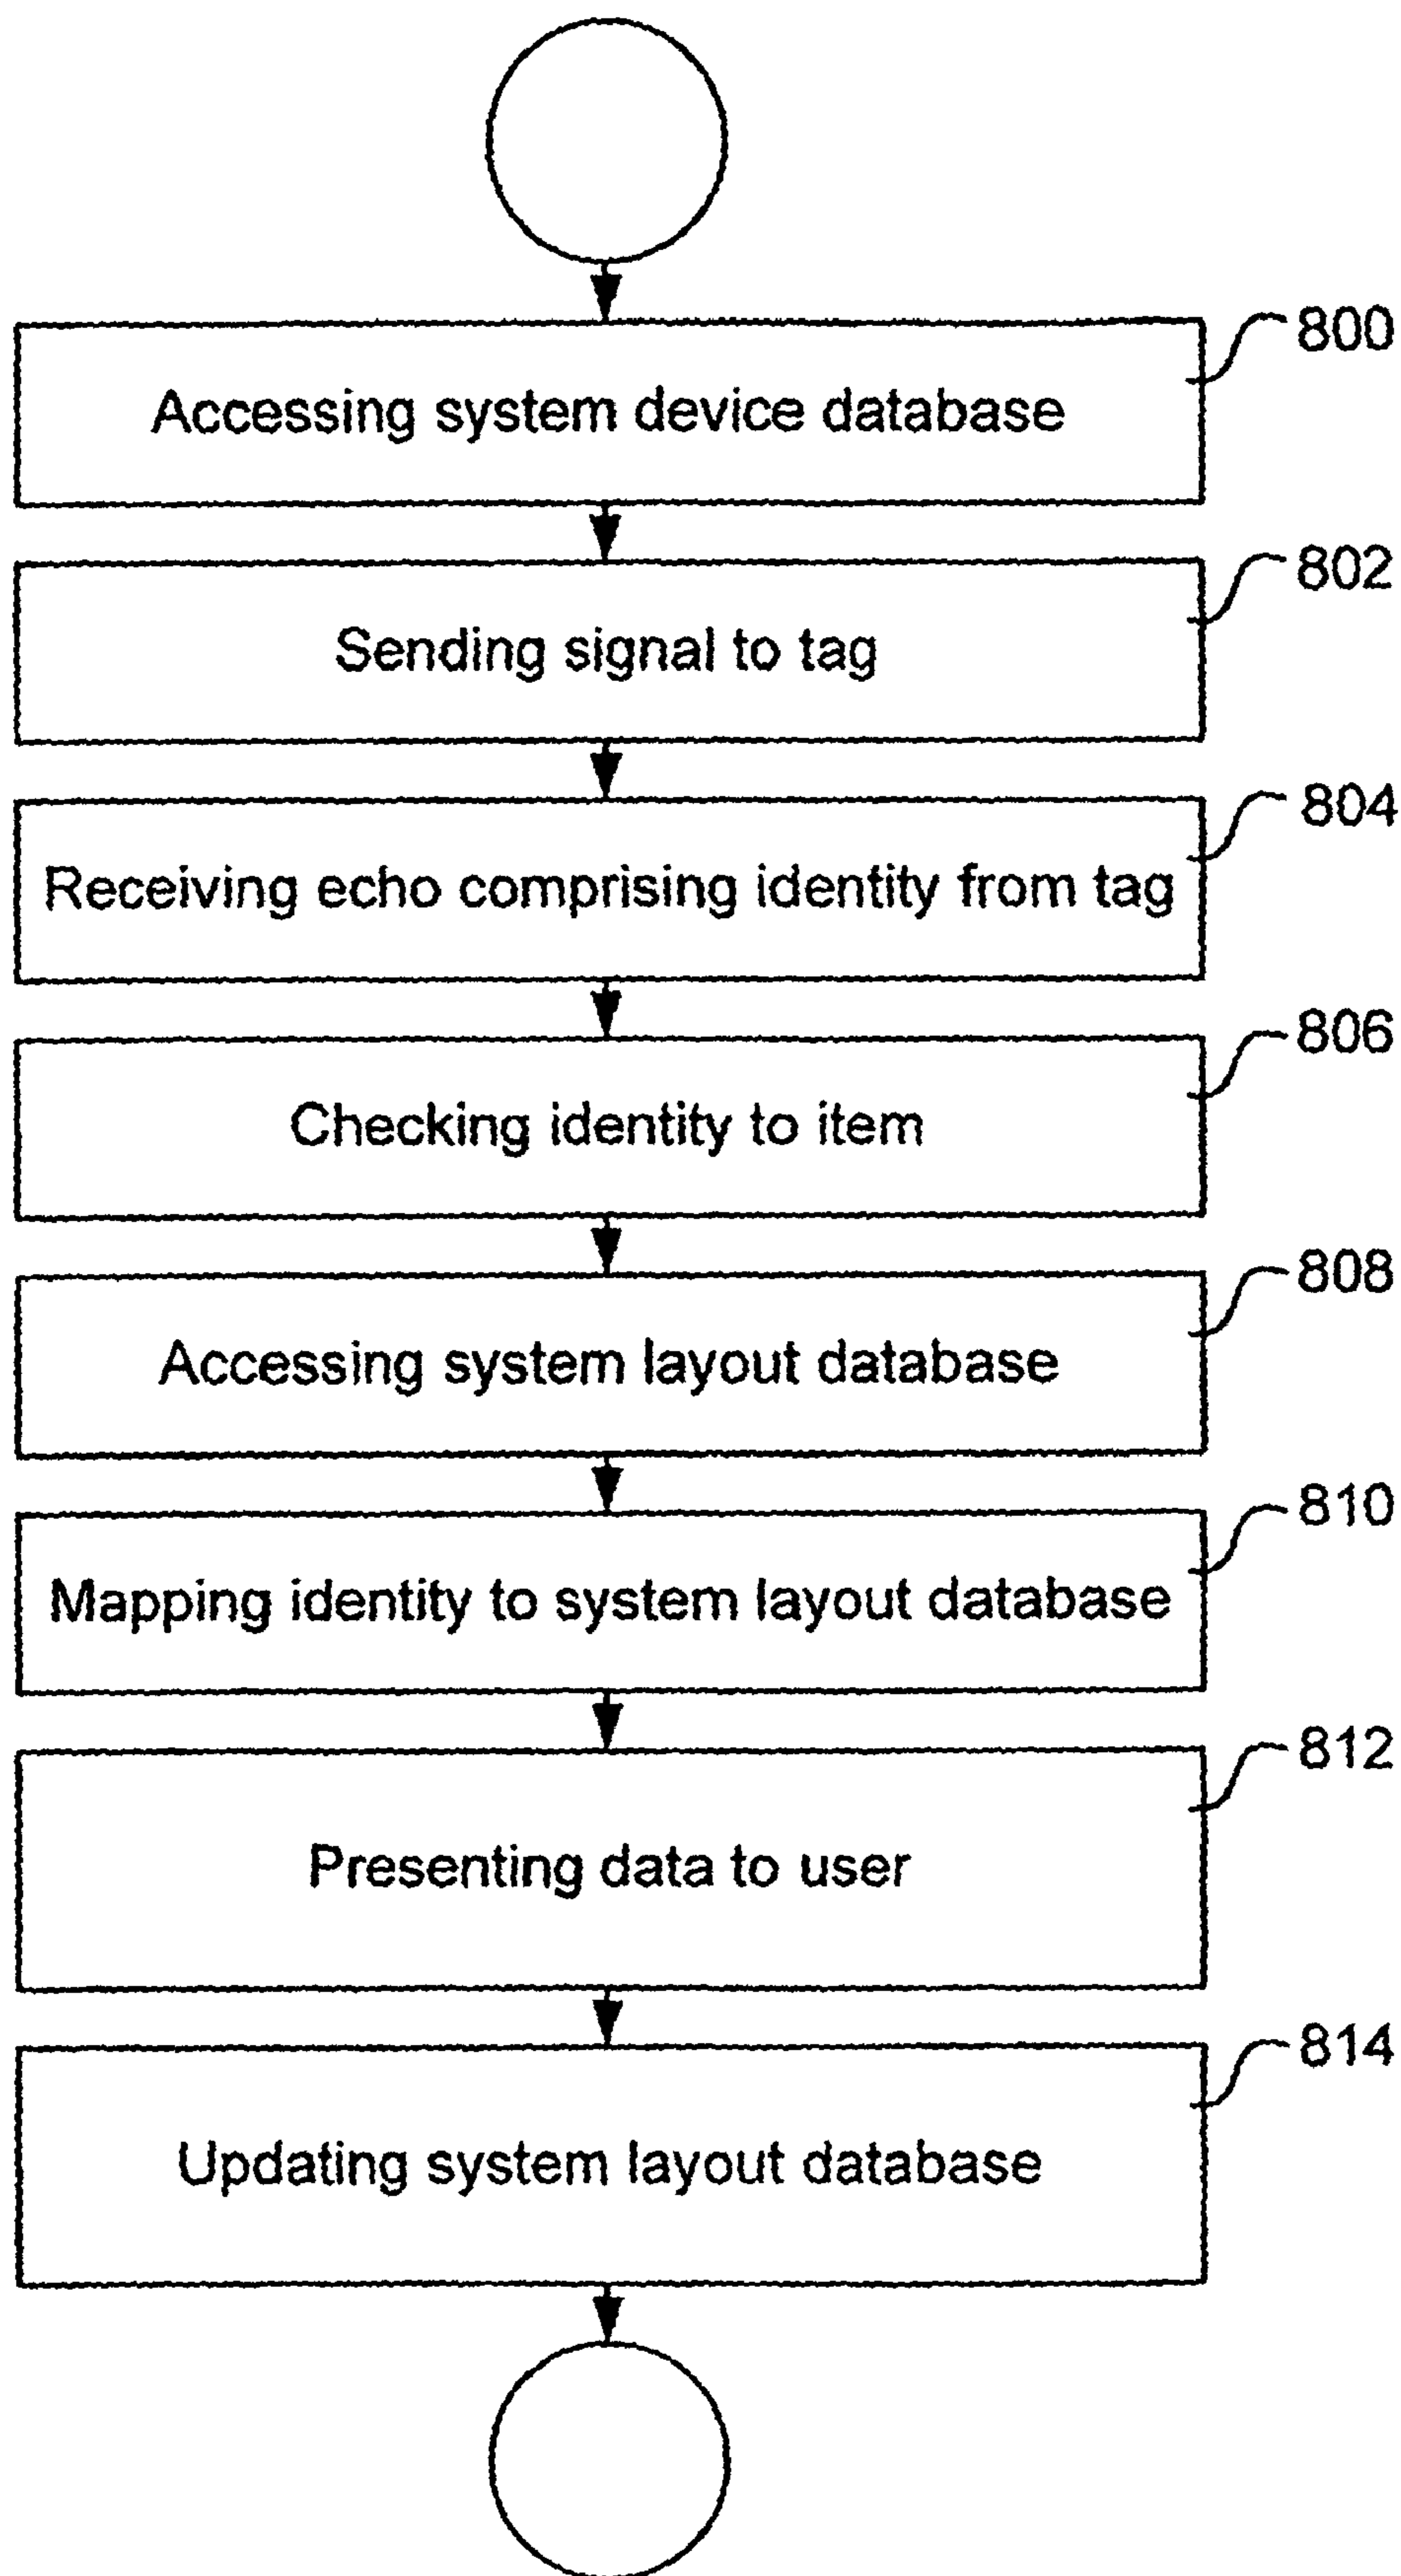 800
Accessing system device database
802
Sending signal to tag
804
Receiving echo comprising identity from tag
806
Checking identity to item
808
Accessing system layout database
810
Mapping identity to system layout database
812
Presenting data to user
814
Updating system layout database